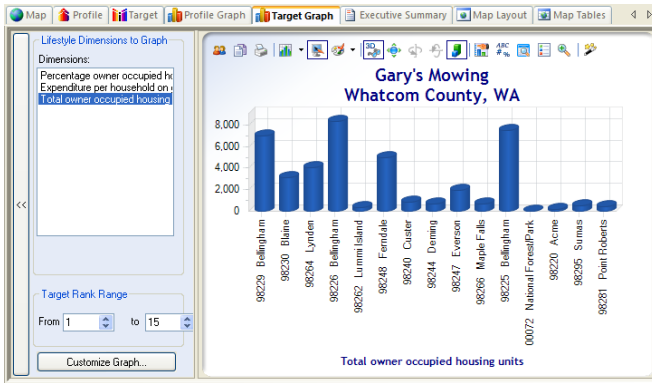 Map
Profile
Target
Profile Graph
Target Graph
Executive Summary
Map Layout
Map Tables
Lifestyle Dimensions to Graph
Dimensions:
Percentage owner occupied
Expenditure per household on
Total owner occupied housing
<<
Target Rank Range
From 1 to 15
Customize Graph...
3D
ABC
#%
Gary's Mowing
Whatcom County, WA
8,000
6,000
4,000
2,000
0
98229 Bellingham
98230 Blaine
98264 Lynden
98226 Bellingham
98262 Lummi Island
98248 Ferndale
98240 Custer
98244 Deming
98247 Everson
98266 Maple Falls
98225 Bellingham
00072 National ForestPark
98220 Acme
98295 Sumas
98281 Point Roberts
Total owner occupied housing units